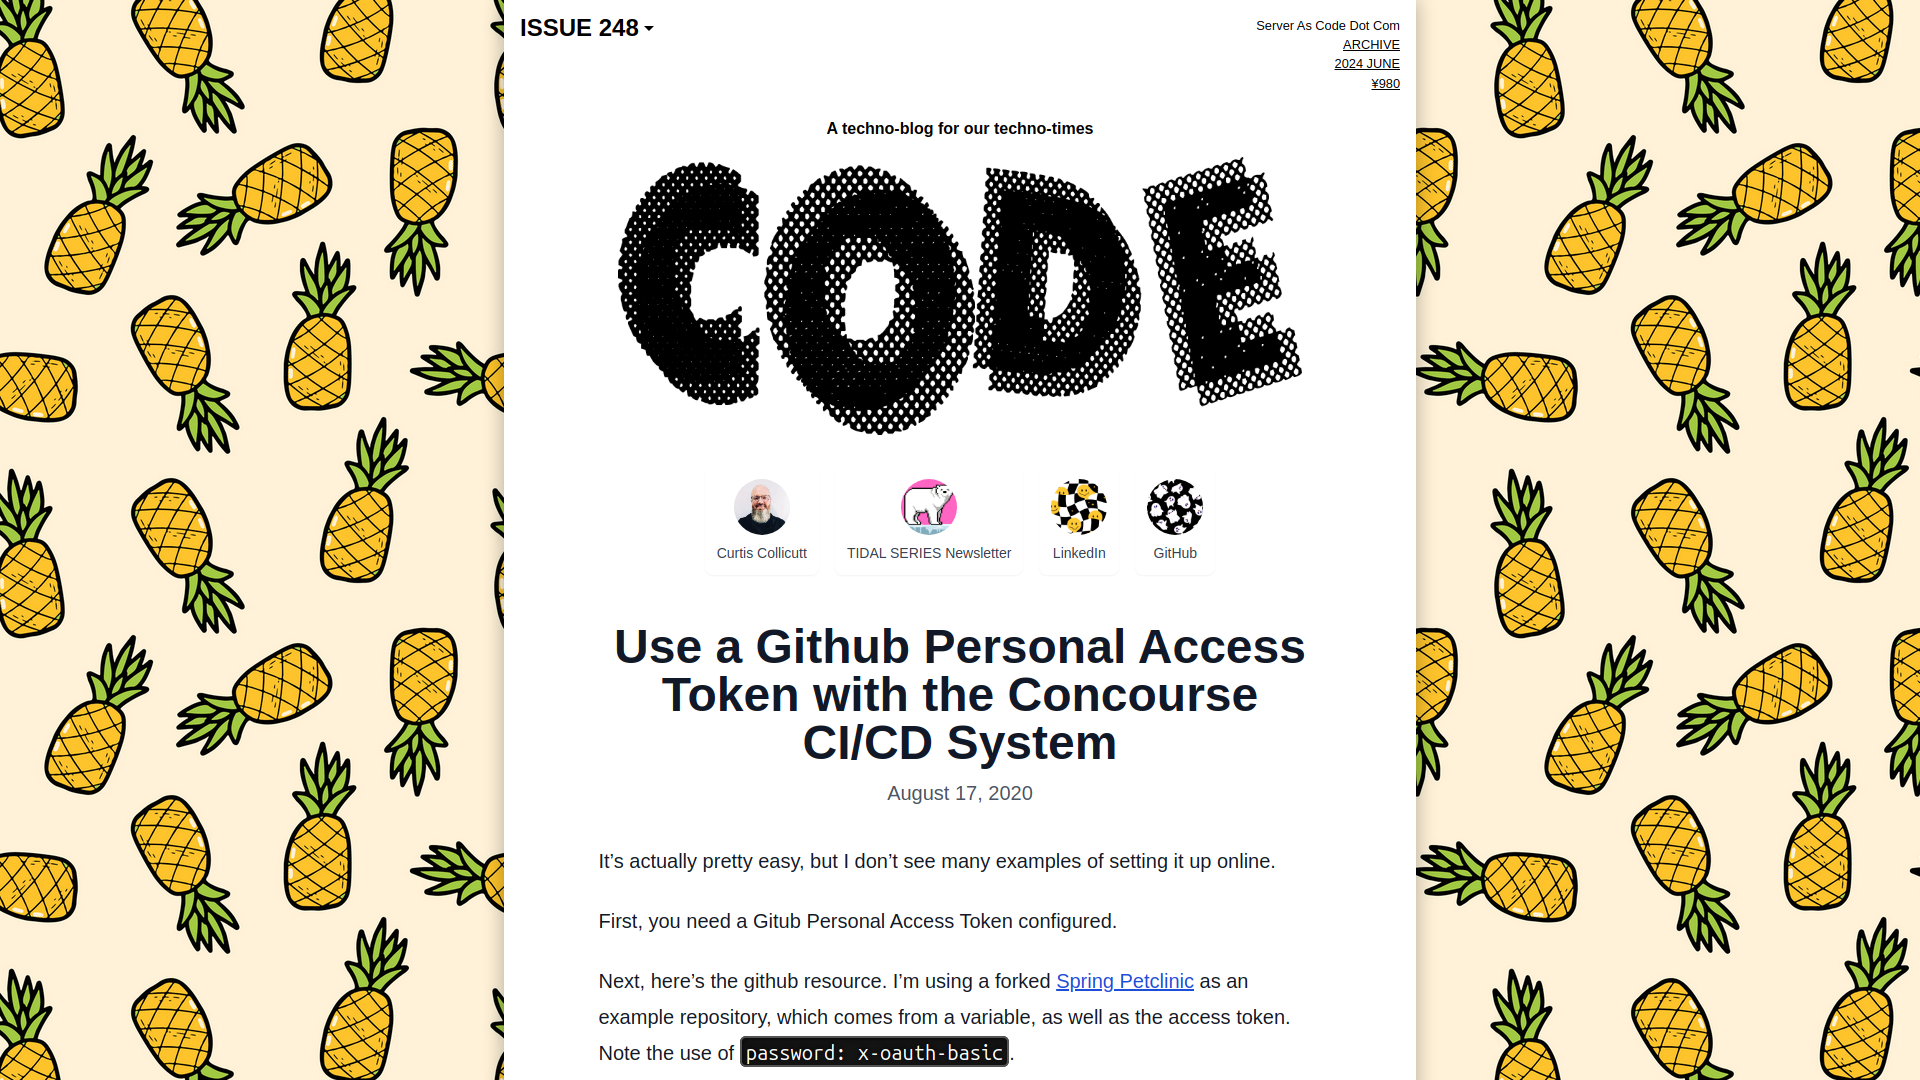 ISSUE 248
Server As Code Dot Com
ARCHIVE
2024 JUNE
¥980
A techno-blog for our techno-times
CODE
Curtis Collicutt
TIDAL SERIES Newsletter
LinkedIn
GitHub
Use a Github Personal Access
Token with the Concourse
CI/CD System
August 17, 2020
It’s actually pretty easy, but I don’t see many examples of setting it up online.
First, you need a Gitub Personal Access Token configured.
Next, here’s the github resource. I’m using a forked Spring Petclinic as an
example repository, which comes from a variable, as well as the access token.
Note the use of password: x-oauth-basic.